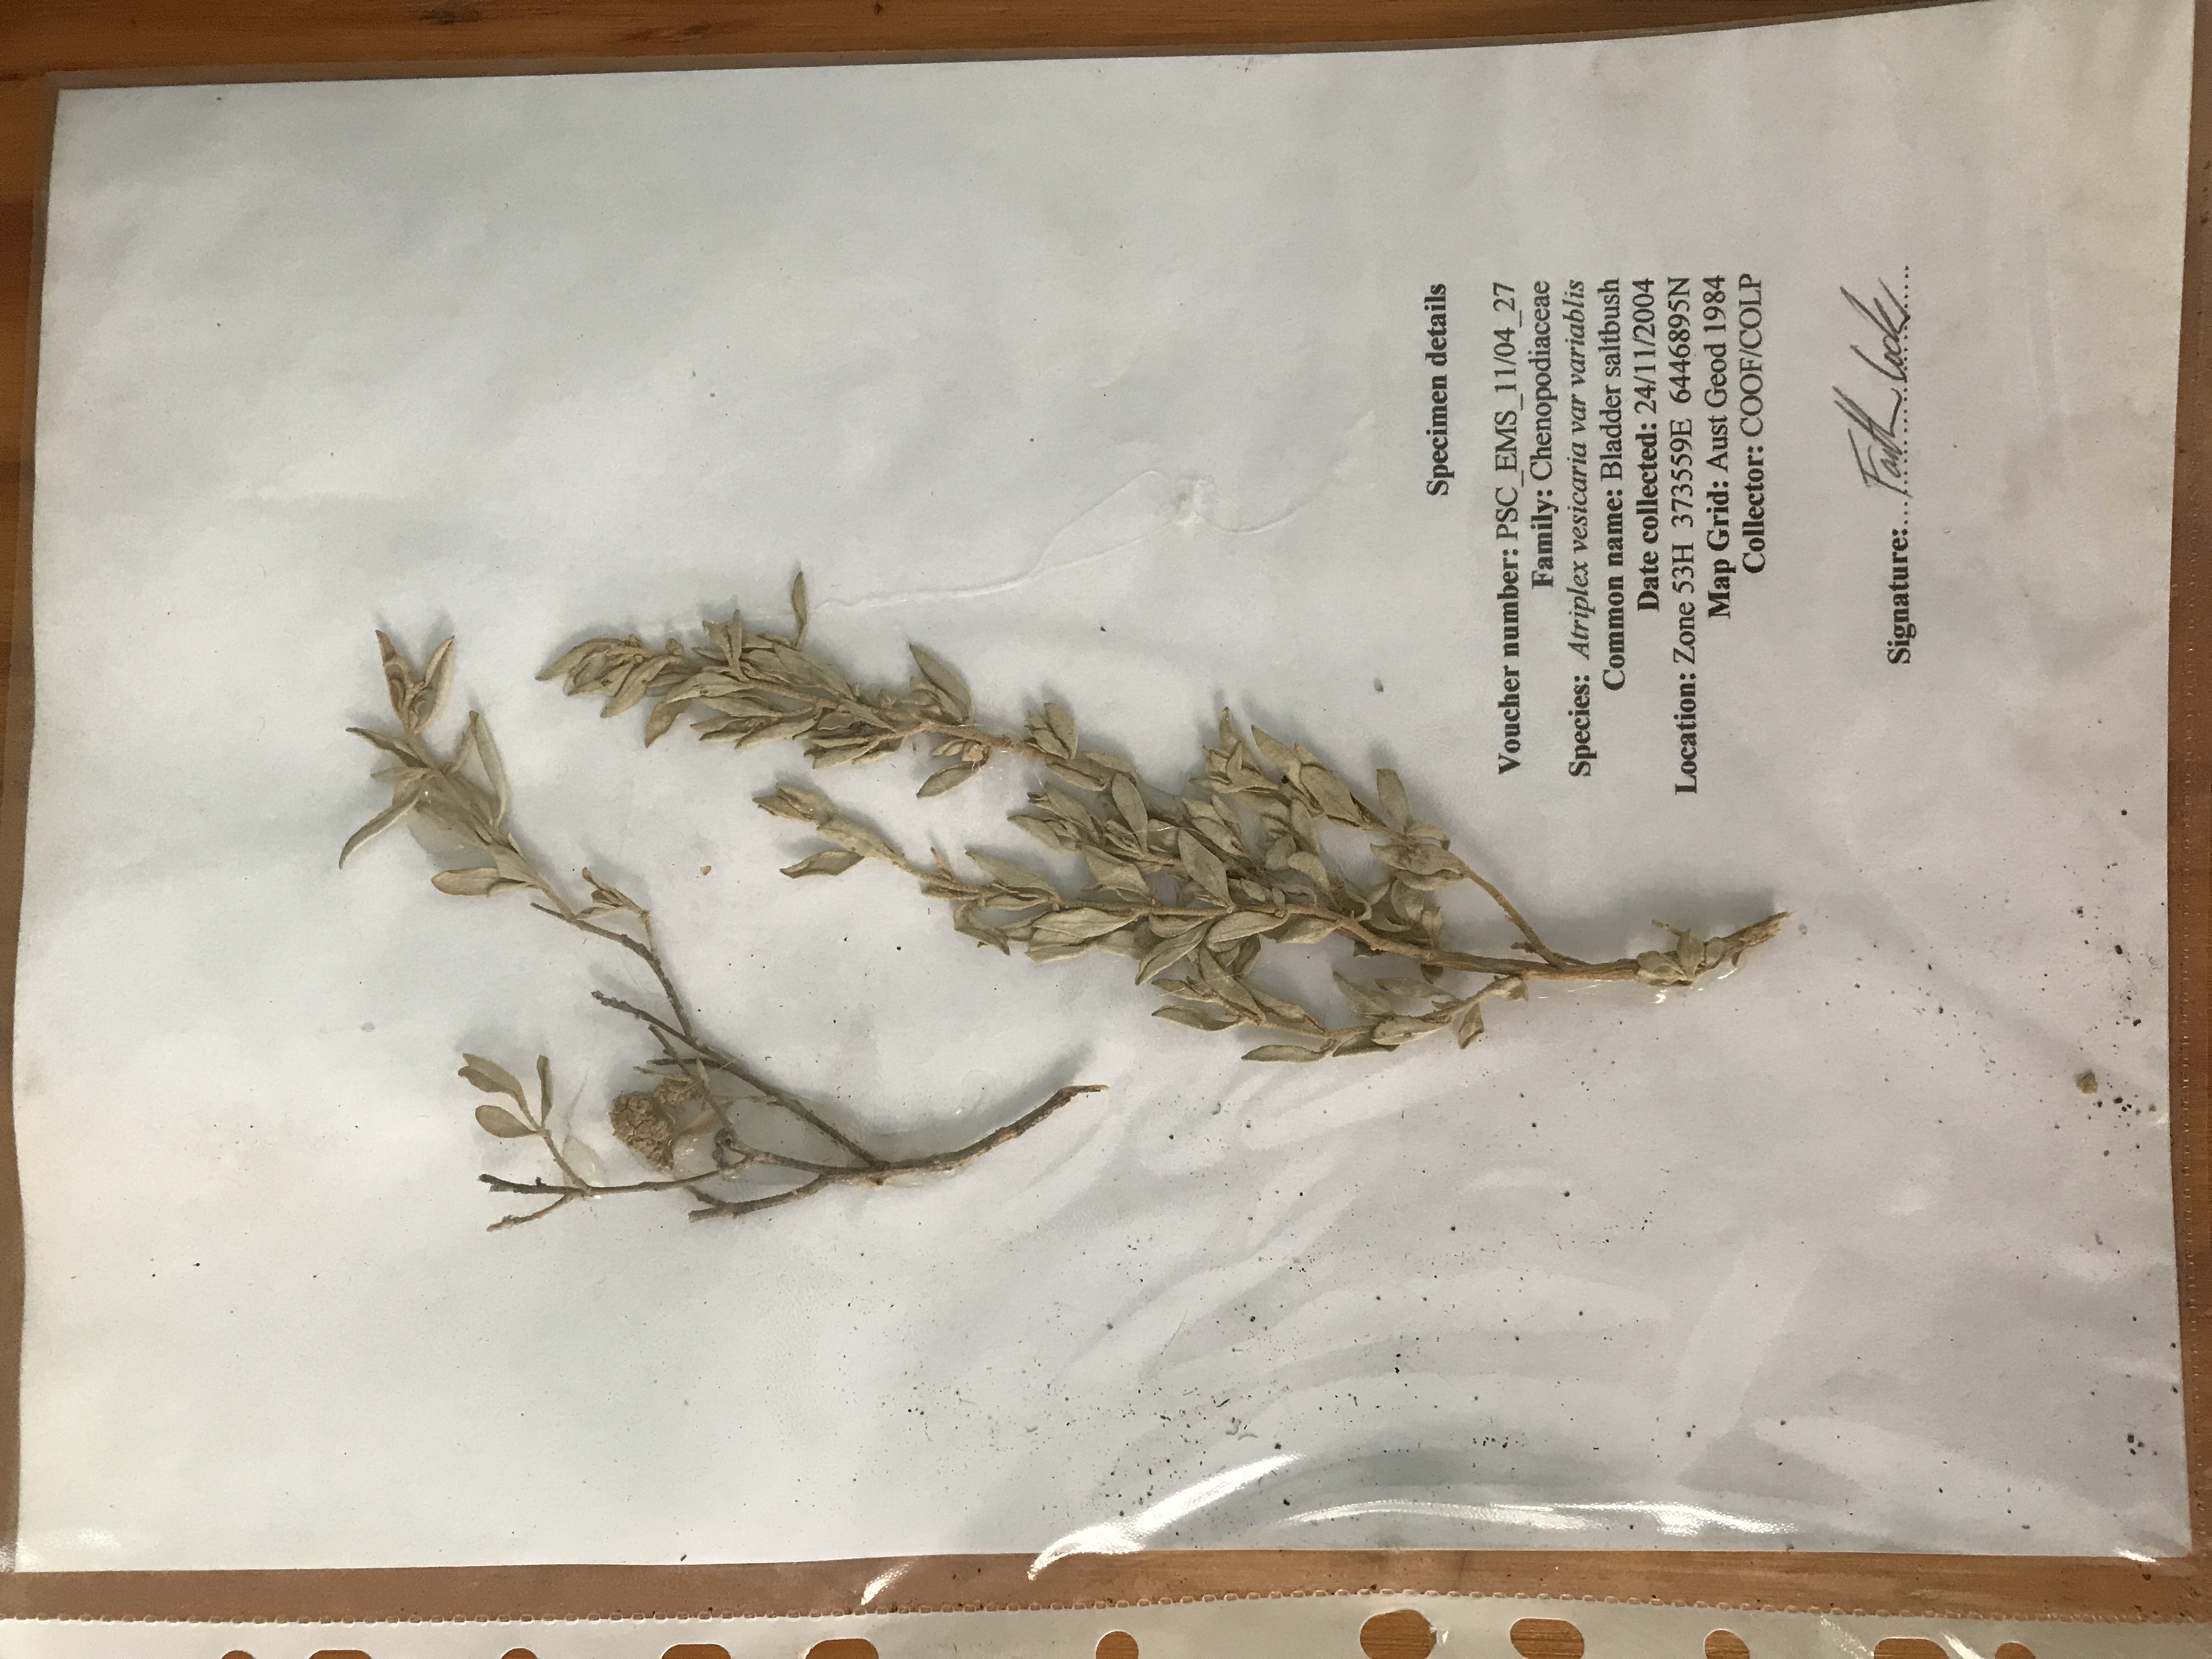 Specimen details
Voucher number: PSC_EMS_11/04_27
Family: Chenopodiaceae
Species: Atriplex vesicaria var variablis
Common name: Bladder saltbush
Date collected: 24/11/2004
Location: Zone 53H 373559E 6446895N
Map Grid: Aust Geod 1984
Collector: COOF/COLP
Signature: Faith